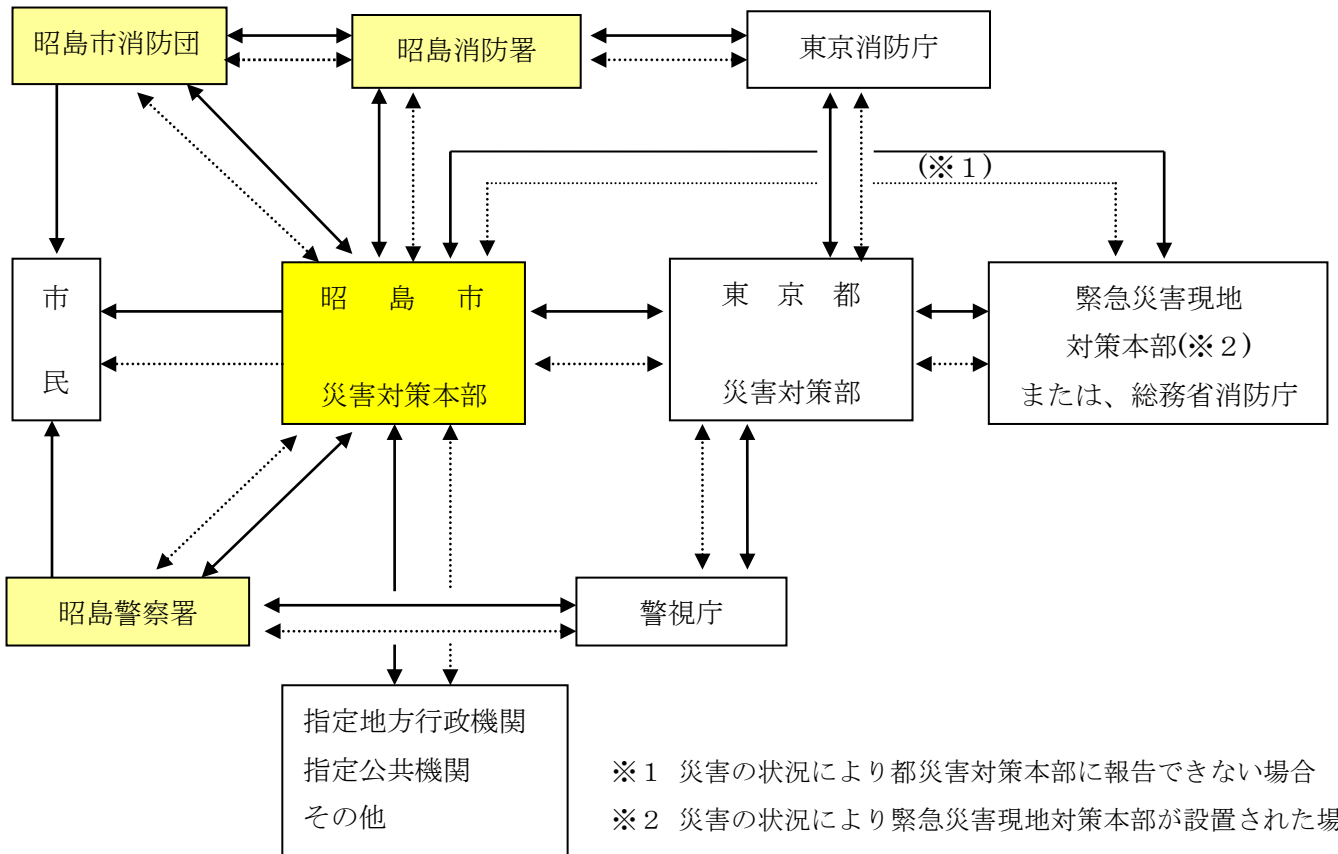 昭島市消防団
昭島消防署
東京消防庁
(※１)
市
民
昭 島 市
災害対策本部
東 京 都
災害対策部
緊急災害現地
対策本部(※２)
または、総務省消防庁
昭島警察署
警視庁
指定地方行政機関
指定公共機関
その他
※１ 災害の状況により都災害対策本部に報告できない場合
※２ 災害の状況により緊急災害現地対策本部が設置された場